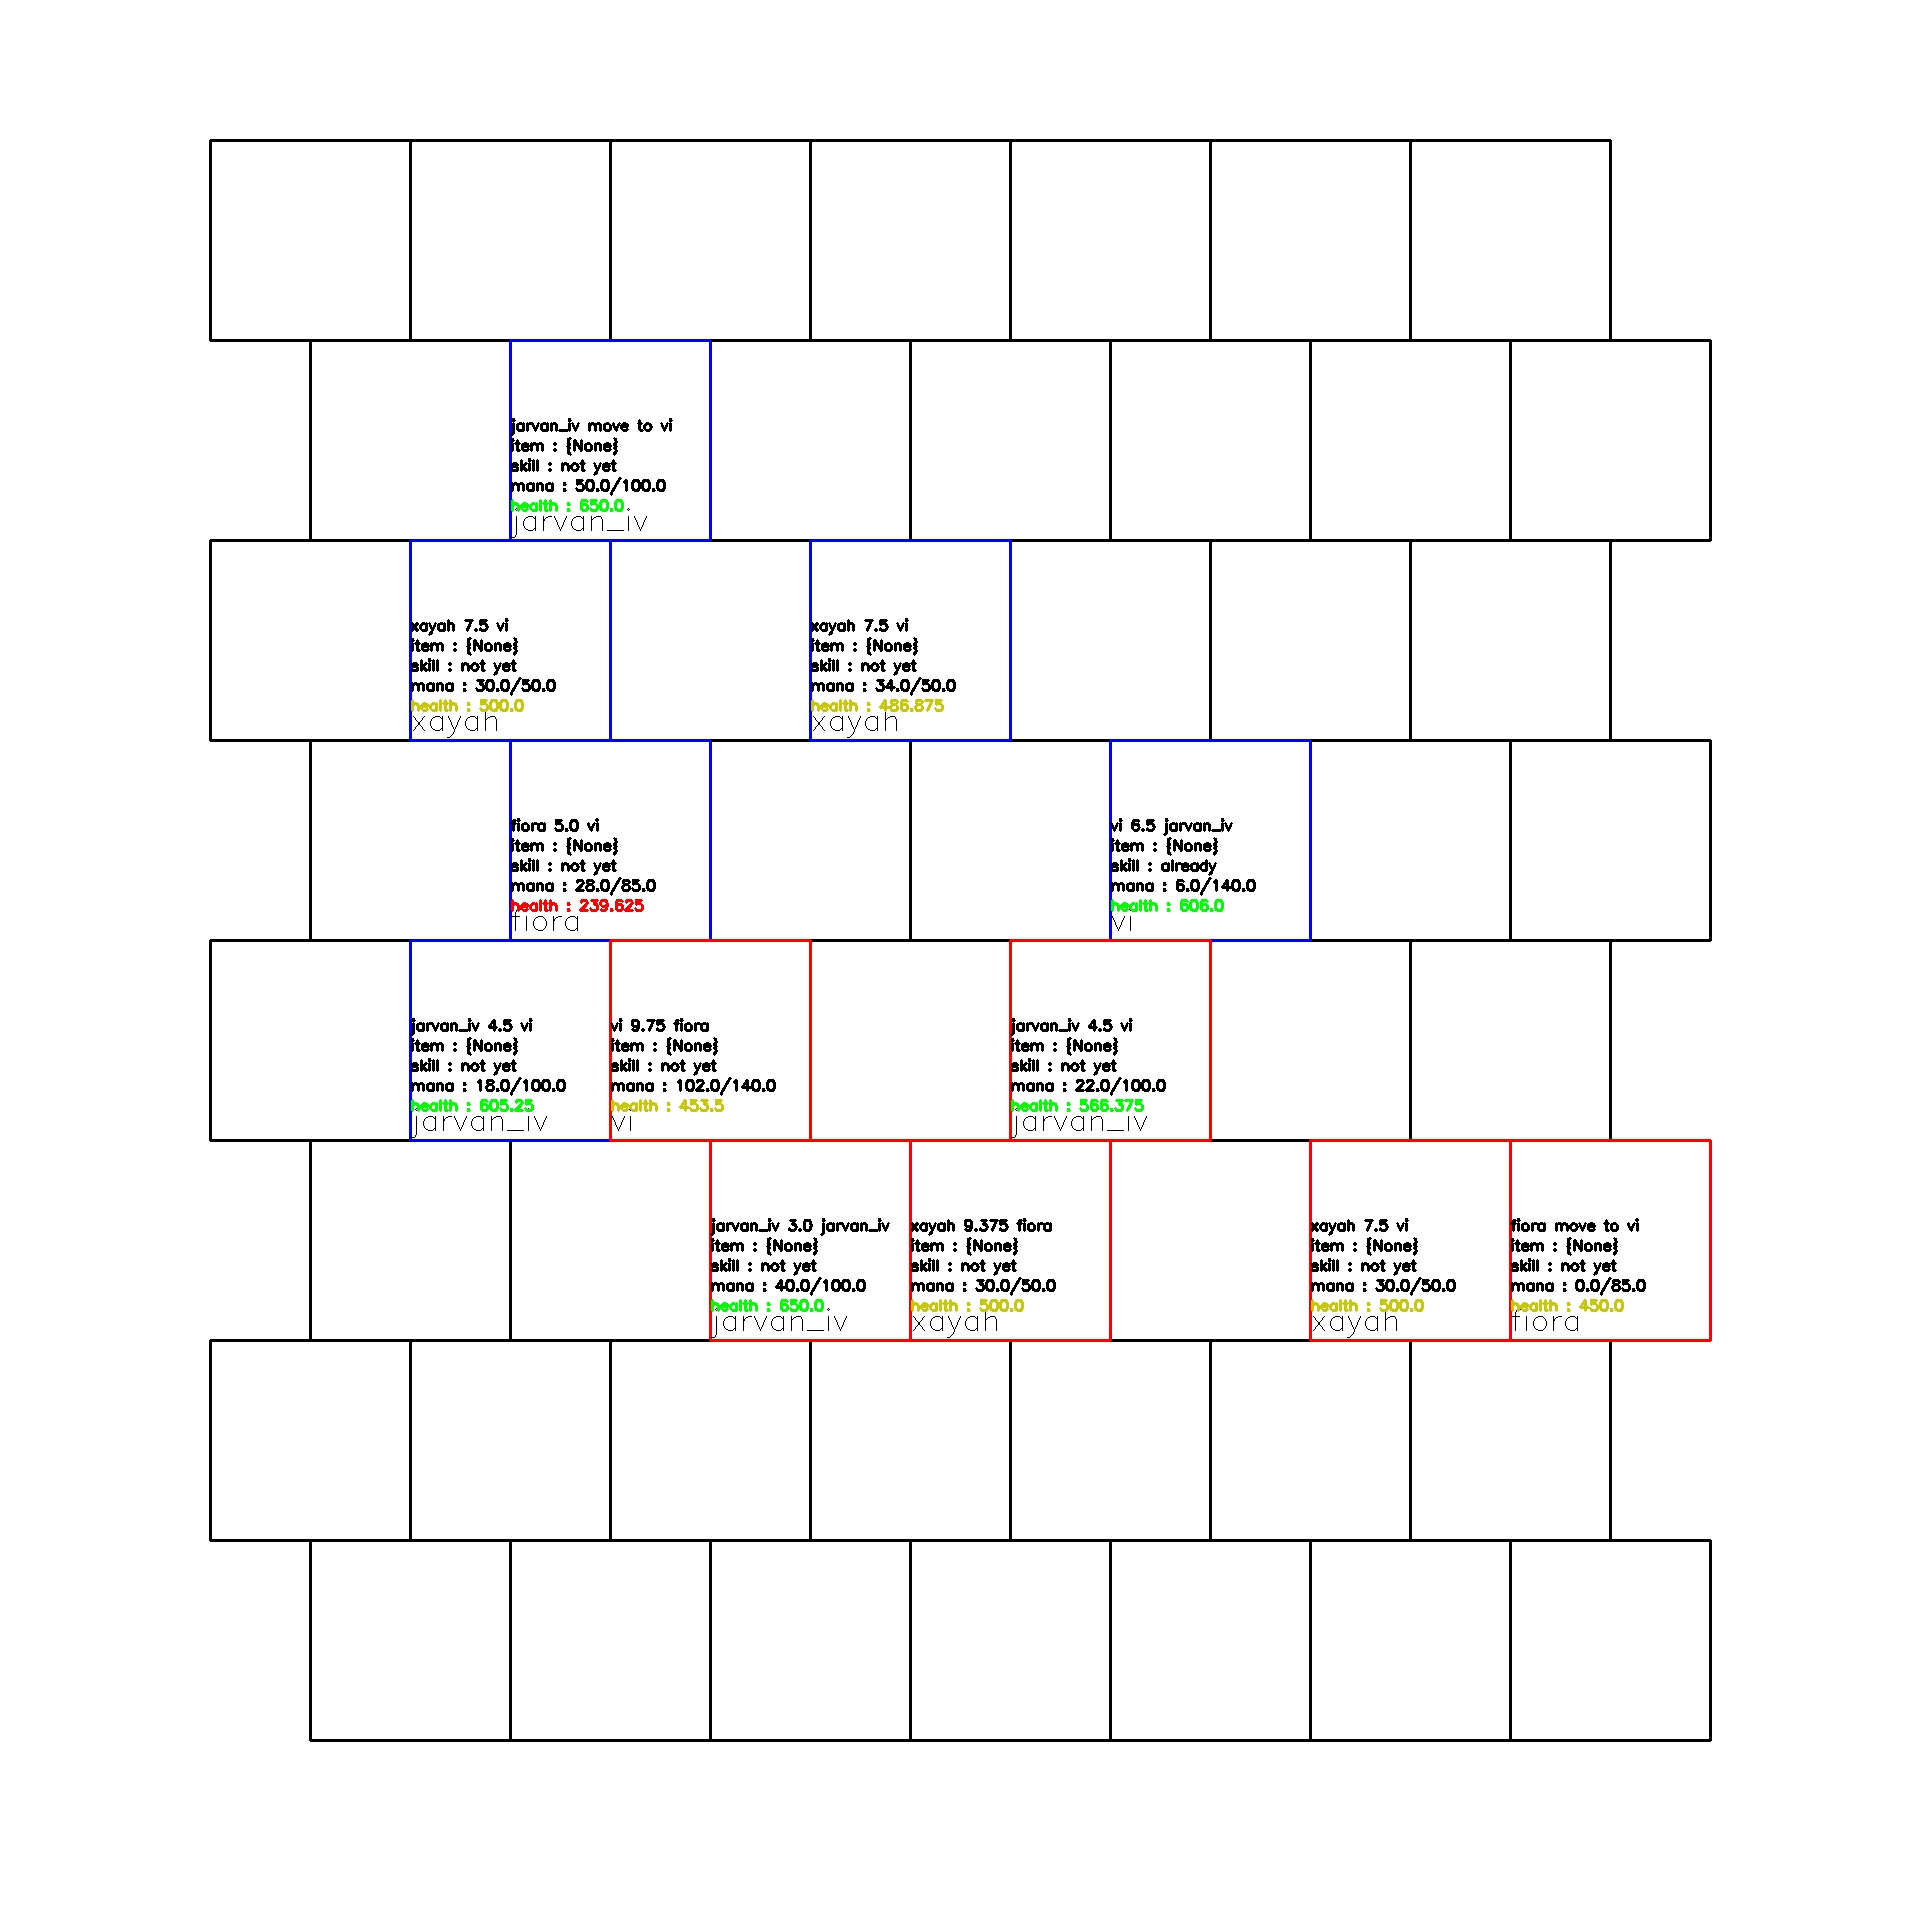 jarvan_iv move to vi
item : {None}
skill : not yet
mana : 50.0/100.0
health : 650.0
jarvan_iv
xayah 7.5 vi
item : {None}
skill : not yet
mana : 30.0/50.0
health : 500.0
xayah
xayah 7.5 vi
item : {None}
skill : not yet
mana : 34.0/50.0
health : 486.875
xayah
fiora 5.0 vi
item : {None}
skill : not yet
mana : 28.0/85.0
health : 239.625
fiora
vi 6.5 jarvan_iv
item : {None}
skill : already
mana : 6.0/140.0
health : 606.0
vi
jarvan_iv 4.5 vi
item : {None}
skill : not yet
mana : 18.0/100.0
health : 605.25
jarvan_iv
vi 9.75 fiora
item : {None}
skill : not yet
mana : 102.0/140.0
health : 453.5
vi
jarvan_iv 4.5 vi
item : {None}
skill : not yet
mana : 22.0/100.0
health : 566.375
jarvan_iv
jarvan_iv 3.0 jarvan_iv
item : {None}
skill : not yet
mana : 40.0/100.0
health : 650.0
jarvan_iv
xayah 9.375 fiora
item : {None}
skill : not yet
mana : 30.0/50.0
health : 500.0
xayah
xayah 7.5 vi
item : {None}
skill : not yet
mana : 30.0/50.0
health : 500.0
xayah
fiora move to vi
item : {None}
skill : not yet
mana : 0.0/85.0
health : 450.0
fiora